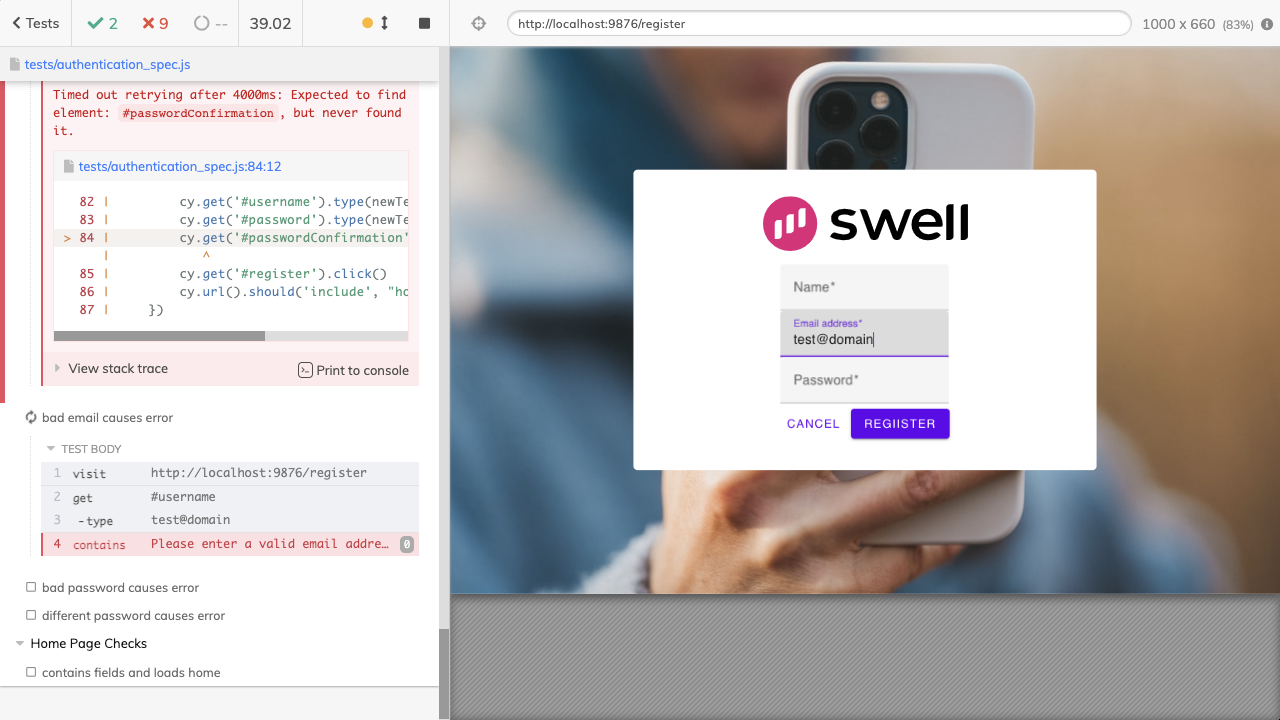 Tests
2
9
--
39.02
http://localhost:9876/register
1000 x 660 (83%)
tests/authentication_spec.js
Timed out retrying after 4000ms: Expected to find
element: #passwordConfirmation, but never found
it.
tests/authentication_spec.js:84:12
82 | cy.get('#username').type(newTe
83 | cy.get('#password').type(newTe
> 84 | cy.get('#passwordConfirmation'
| ^
85 | cy.get('#register').click()
86 | cy.url().should('include', "ho
87 | })
View stack trace
Print to console
bad email causes error
TEST BODY
1 visit http://localhost:9876/register
2 get #username
3 -type test@domain
4 contains Please enter a valid email addre… 0
bad password causes error
different password causes error
Home Page Checks
contains fields and loads home
swell
Name*
Email address*
test@domain
Password*
CANCEL
REGIISTER